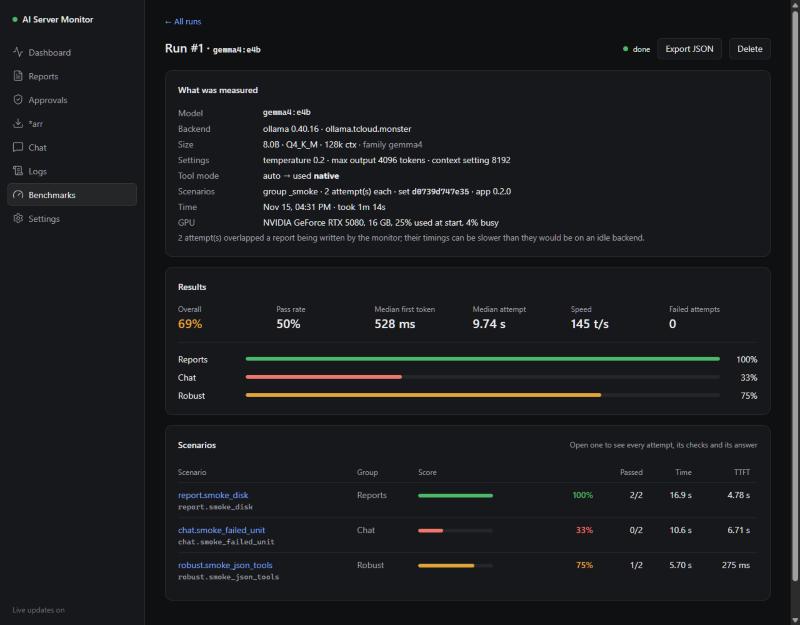 AI Server Monitor
Dashboard
Reports
Approvals
*arr
Chat
Logs
Benchmarks
Settings
Live updates on
← All runs
Run #1 · gemma4:e4b
done
Export JSON
Delete
What was measured
Model gemma4:e4b
Backend ollama 0.40.16 · ollama.tcloud.monster
Size 8.0B · Q4_K_M · 128k ctx · family gemma4
Settings temperature 0.2 · max output 4096 tokens · context setting 8192
Tool mode auto → used native
Scenarios group _smoke · 2 attempt(s) each · set d0739d747e35 · app 0.2.0
Time Nov 15, 04:31 PM · took 1m 14s
GPU NVIDIA GeForce RTX 5080, 16 GB, 25% used at start, 4% busy
2 attempt(s) overlapped a report being written by the monitor; their timings can be slower than they would be on an idle backend.
Results
Overall Pass rate Median first token Median attempt Speed Failed attempts
69% 50% 528 ms 9.74 s 145 t/s 0
Reports 100%
Chat 33%
Robust 75%
Scenarios Open one to see every attempt, its checks and its answer
Scenario Group Score Passed Time TTFT
report.smoke_disk Reports 100% 2/2 16.9 s 4.78 s
report.smoke_disk
chat.smoke_failed_unit Chat 33% 0/2 10.6 s 6.71 s
chat.smoke_failed_unit
robust.smoke_json_tools Robust 75% 1/2 5.70 s 275 ms
robust.smoke_json_tools